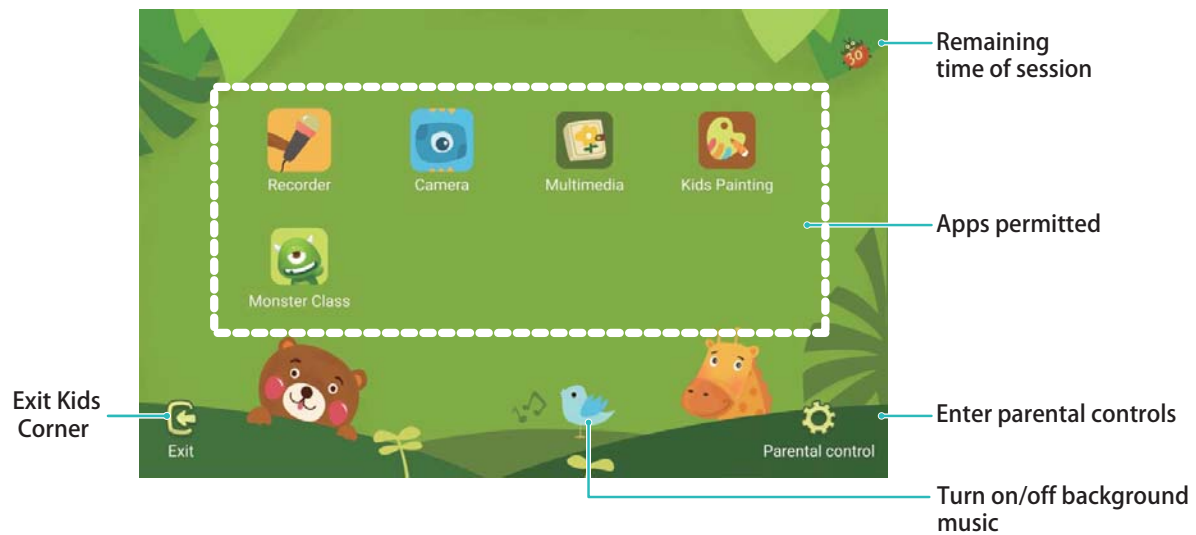 Remaining
time of session
30
Recorder
Camera
Multimedia
Kids Painting
Apps permitted
Monster Class
Exit Kids
Corner
Exit
Enter parental controls
Parental control
Turn on/off background
music